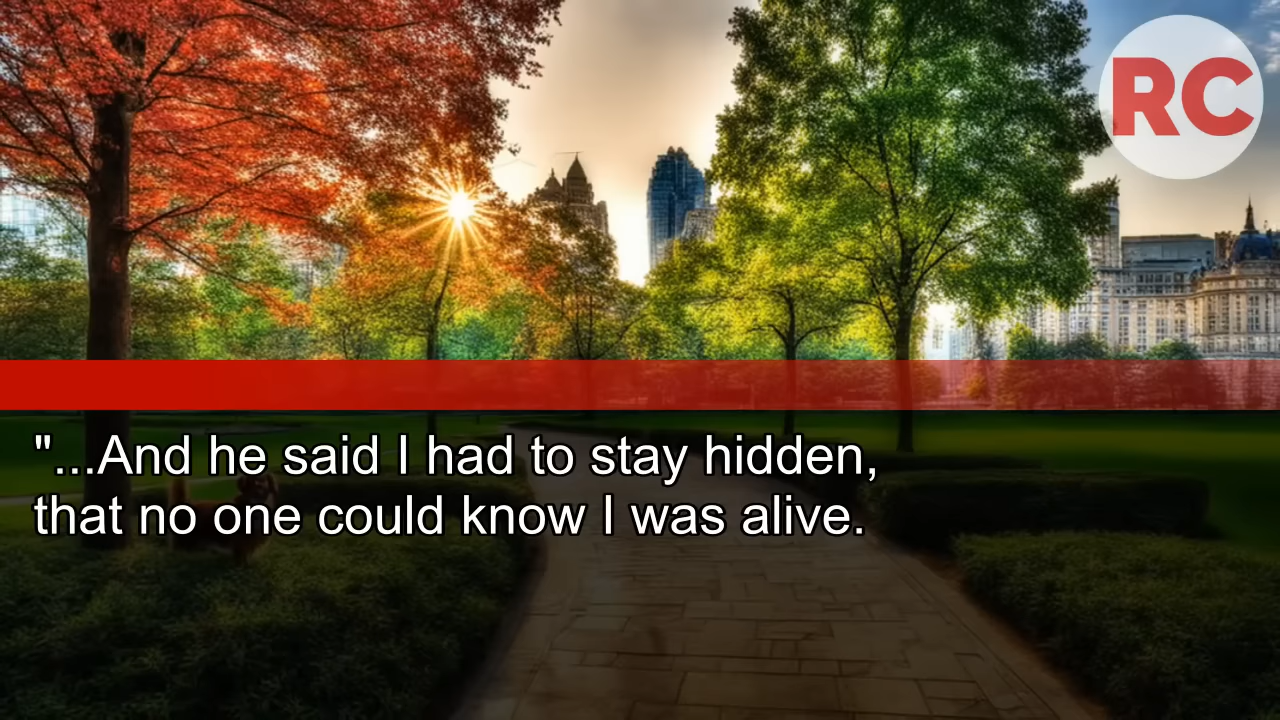 RC
"...And he said I had to stay hidden,
that no one could know I was alive.